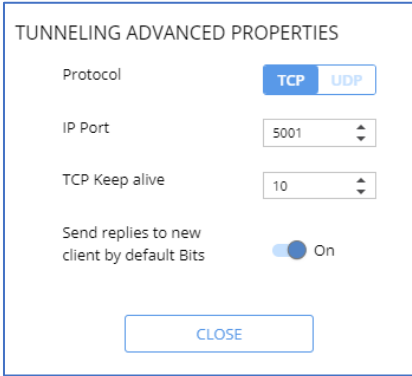 TUNNELING ADVANCED PROPERTIES
Protocol
TCP UDP
IP Port
5001
TCP Keep alive
10
Send replies to new
client by default Bits
On
CLOSE